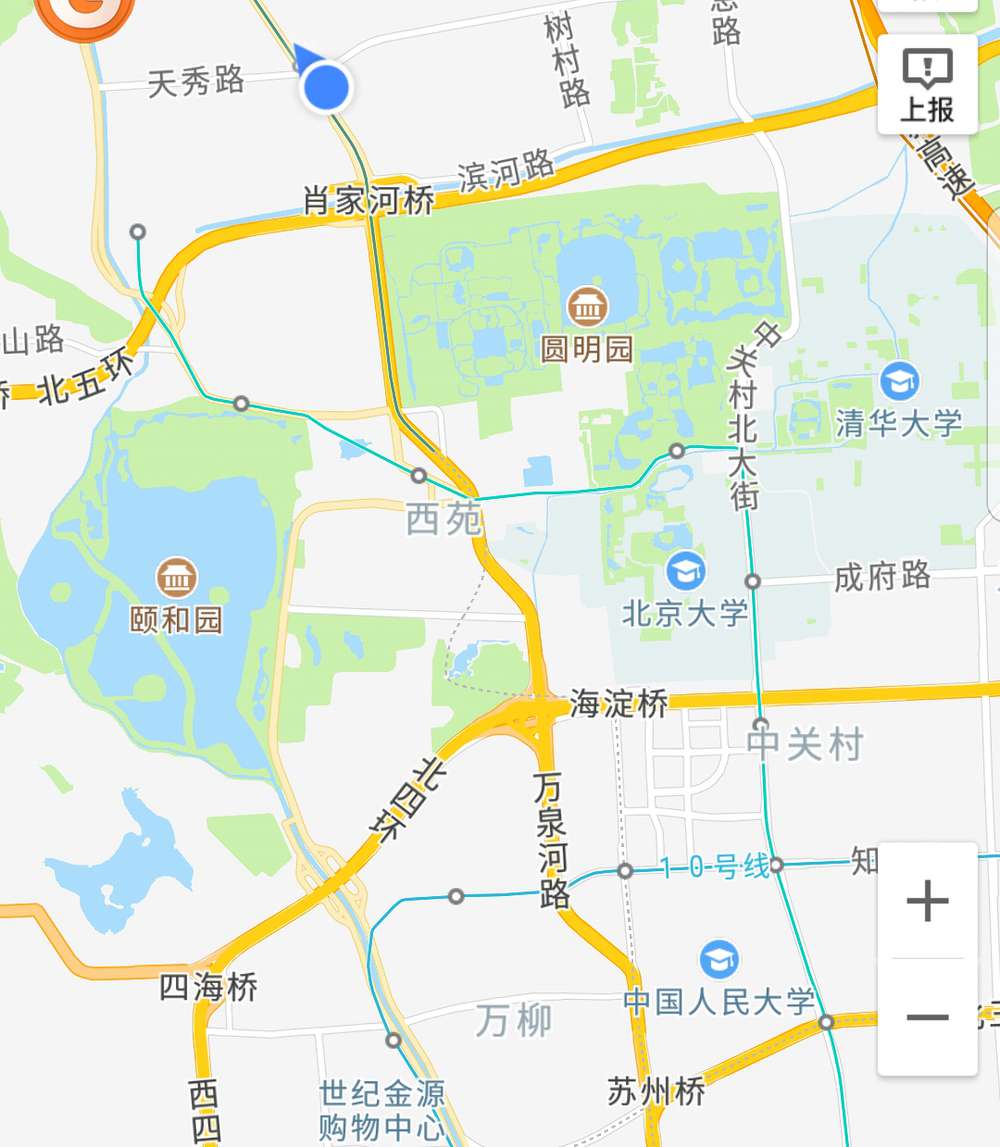 树村路
天秀路
上报
滨河路
高速
肖家河桥
圆明园
山路
北五环
中关村北大街
清华大学
西苑
成府路
颐和园
北京大学
海淀桥
中关村
北四环
万泉河路
10号线
知
四海桥
中国人民大学
万柳
苏州桥
世纪金源
购物中心
西四